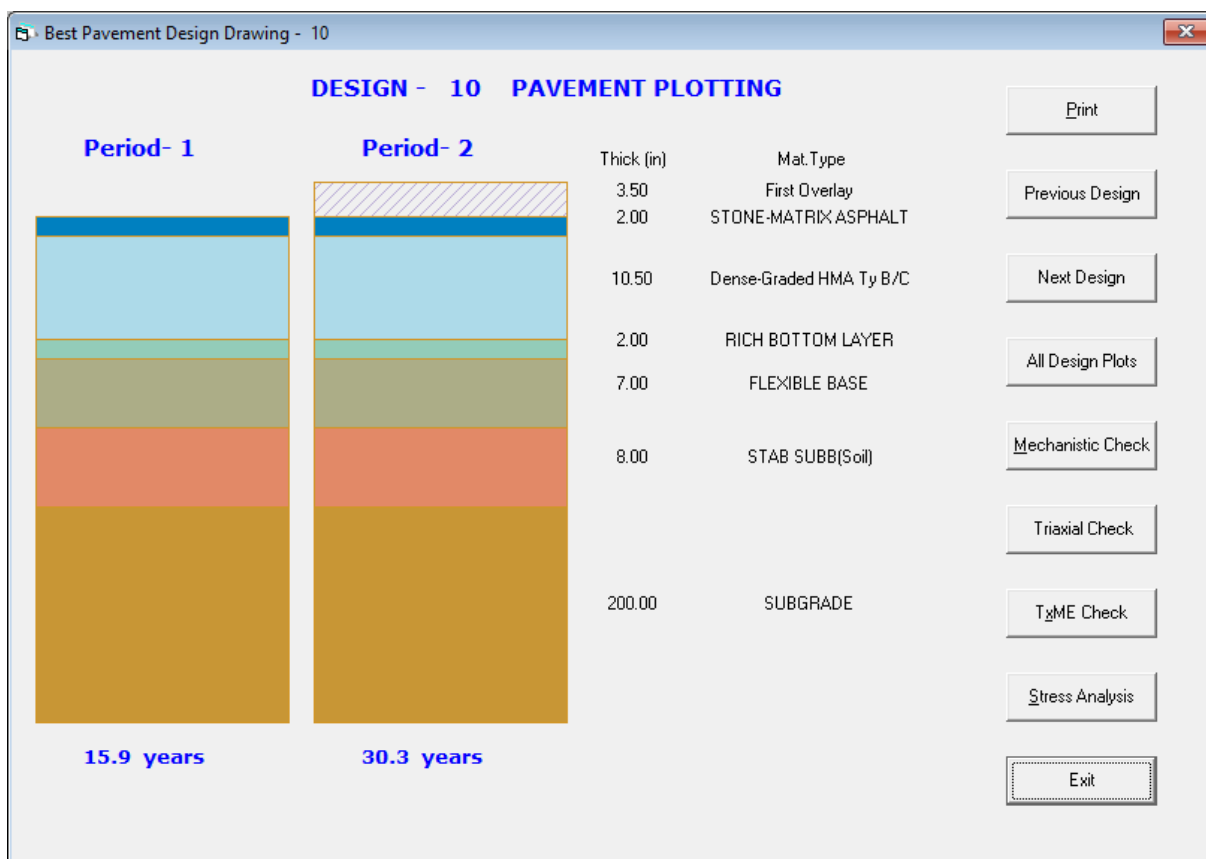 Best Pavement Design Drawing - 10
DESIGN - 10 PAVEMENT PLOTTING
Period- 1
Period- 2
Thick (in) Mat.Type
3.50 First Overlay
2.00 STONE-MATRIX ASPHALT
10.50 Dense-Graded HMA Ty B/C
2.00 RICH BOTTOM LAYER
7.00 FLEXIBLE BASE
8.00 STAB SUBB(Soil)
200.00 SUBGRADE
15.9 years
30.3 years
Print
Previous Design
Next Design
All Design Plots
Mechanistic Check
Triaxial Check
TxME Check
Stress Analysis
Exit